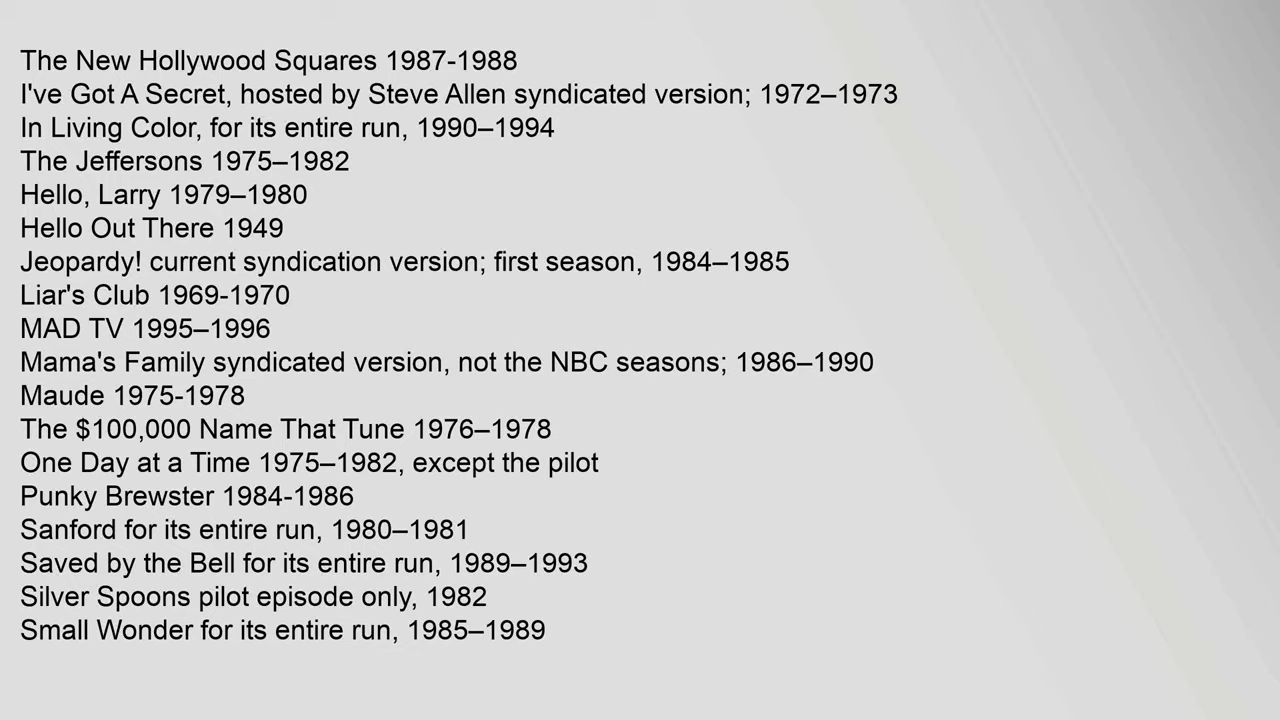 The New Hollywood Squares 1987-1988
I've Got A Secret, hosted by Steve Allen syndicated version; 1972–1973
In Living Color, for its entire run, 1990–1994
The Jeffersons 1975–1982
Hello, Larry 1979–1980
Hello Out There 1949
Jeopardy! current syndication version; first season, 1984–1985
Liar's Club 1969-1970
MAD TV 1995–1996
Mama's Family syndicated version, not the NBC seasons; 1986–1990
Maude 1975-1978
The $100,000 Name That Tune 1976–1978
One Day at a Time 1975–1982, except the pilot
Punky Brewster 1984-1986
Sanford for its entire run, 1980–1981
Saved by the Bell for its entire run, 1989–1993
Silver Spoons pilot episode only, 1982
Small Wonder for its entire run, 1985–1989